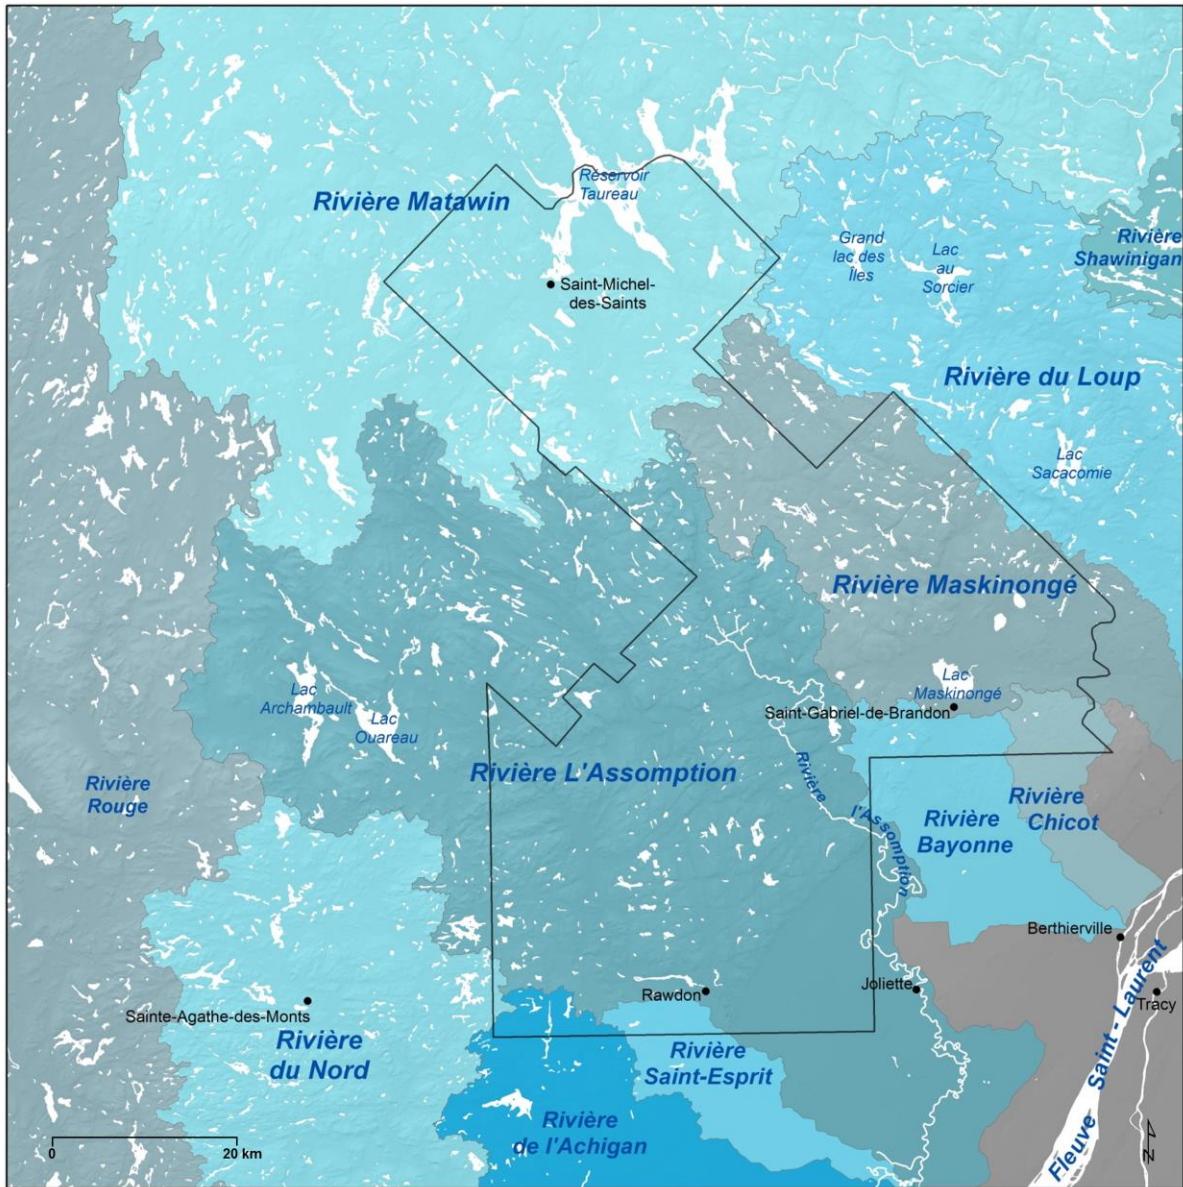 Rivière Matawin
Réservoir
Taureau
Saint-Michel-
des-Saints
Grand
lac des
Îles
Lac
au
Sorcier
Rivière
Shawinigan
Rivière du Loup
Lac
Sacacomie
Rivière Maskinongé
Lac
Maskinongé
Saint-Gabriel-de-Brandon
Lac
Archambault
Lac
Ouareau
Rivière L'Assomption
Rivière
l'Assomption
Rivière
Rouge
Rivière
Bayonne
Rivière
Chicot
Berthierville
Joliette
Rawdon
Tracy
Fleuve Saint-Laurent
Sainte-Agathe-des-Monts
Rivière
du Nord
Rivière
Saint-Esprit
Rivière
de l'Achigan
0 20 km
N